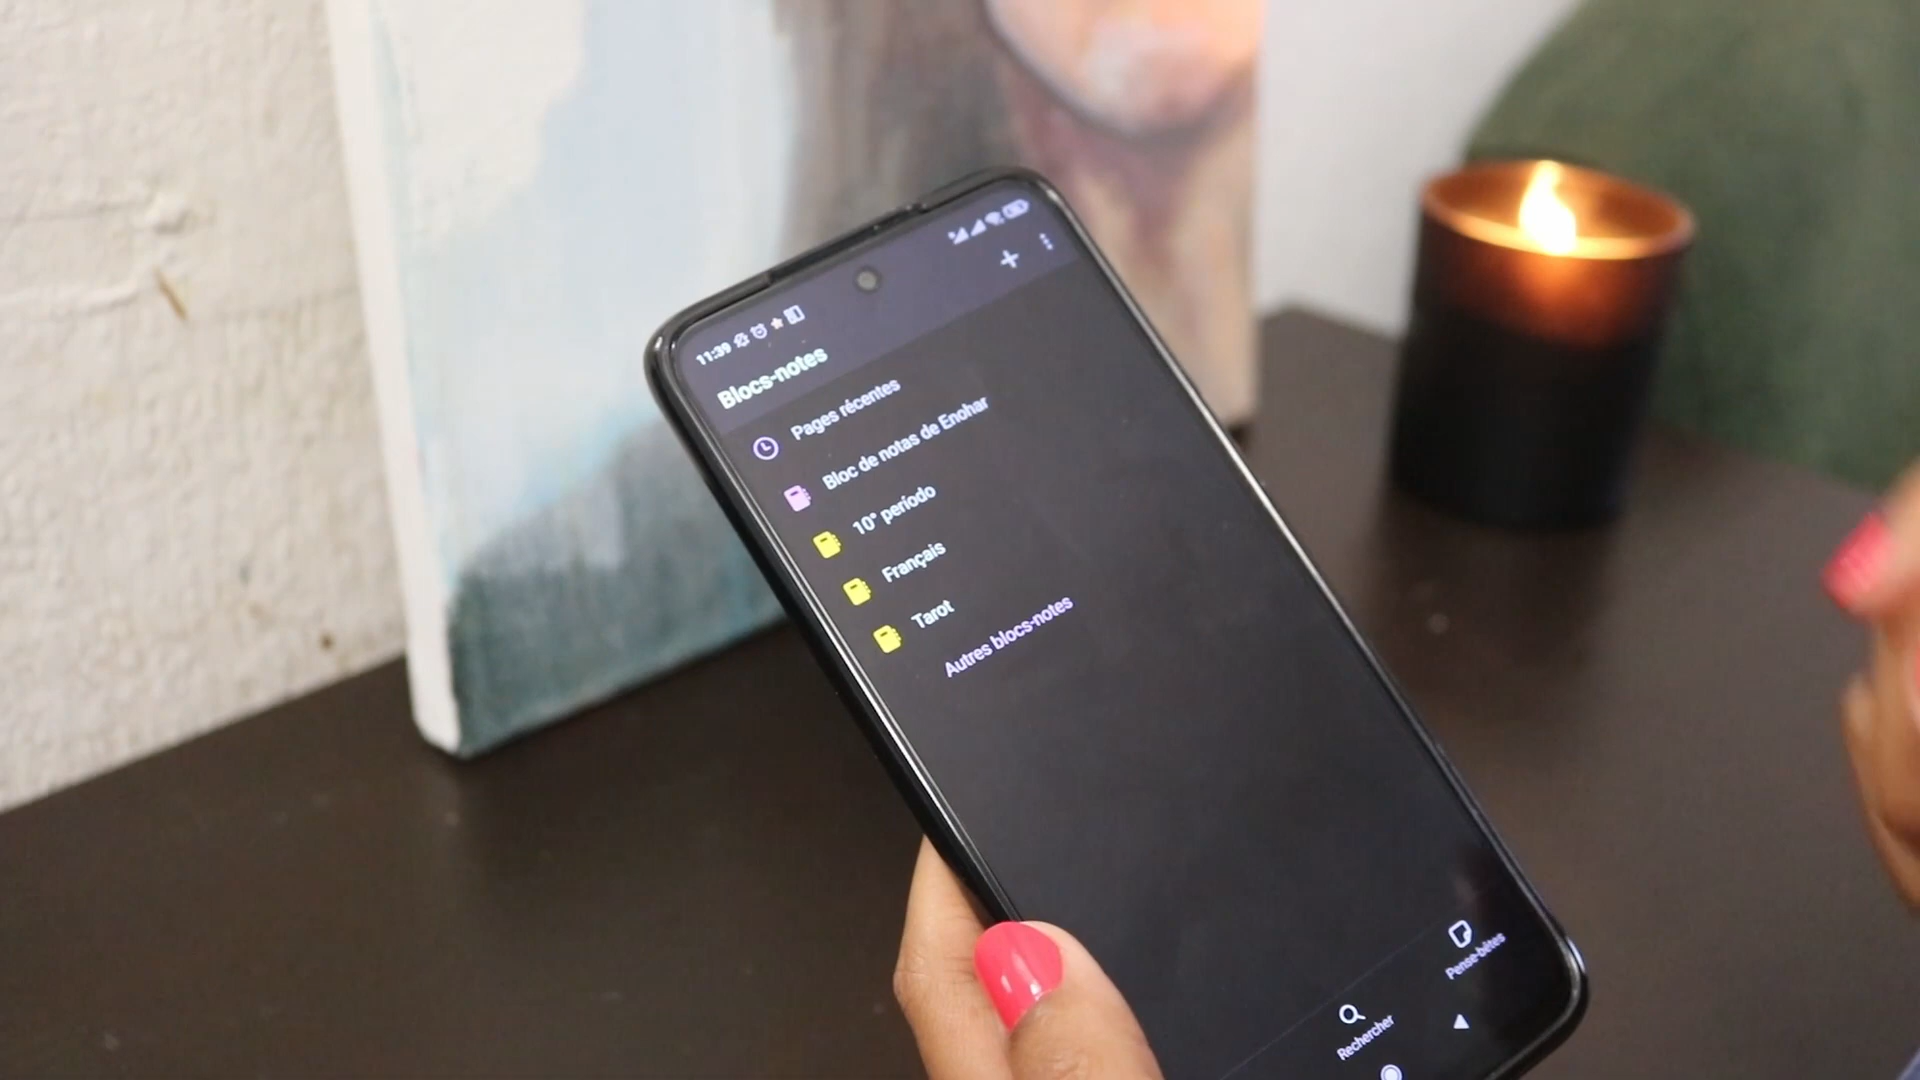 11:39
Blocs-notes
Pages récentes
Bloc de notas de Enohar
10° período
Français
Tarot
Autres blocs-notes
Rechercher
Pense-bêtes